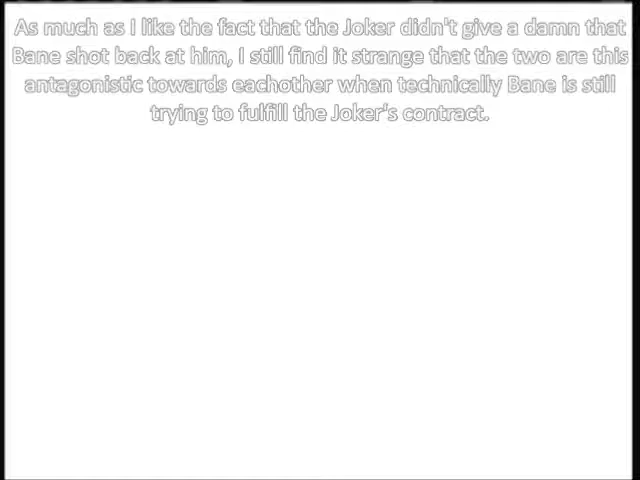 As much as I like the fact that the Joker didn't give a damn that
Bane shot back at him, I still find it strange that the two are this
antagonistic towards eachother when technically Bane is still
trying to fulfill the Joker's contract.